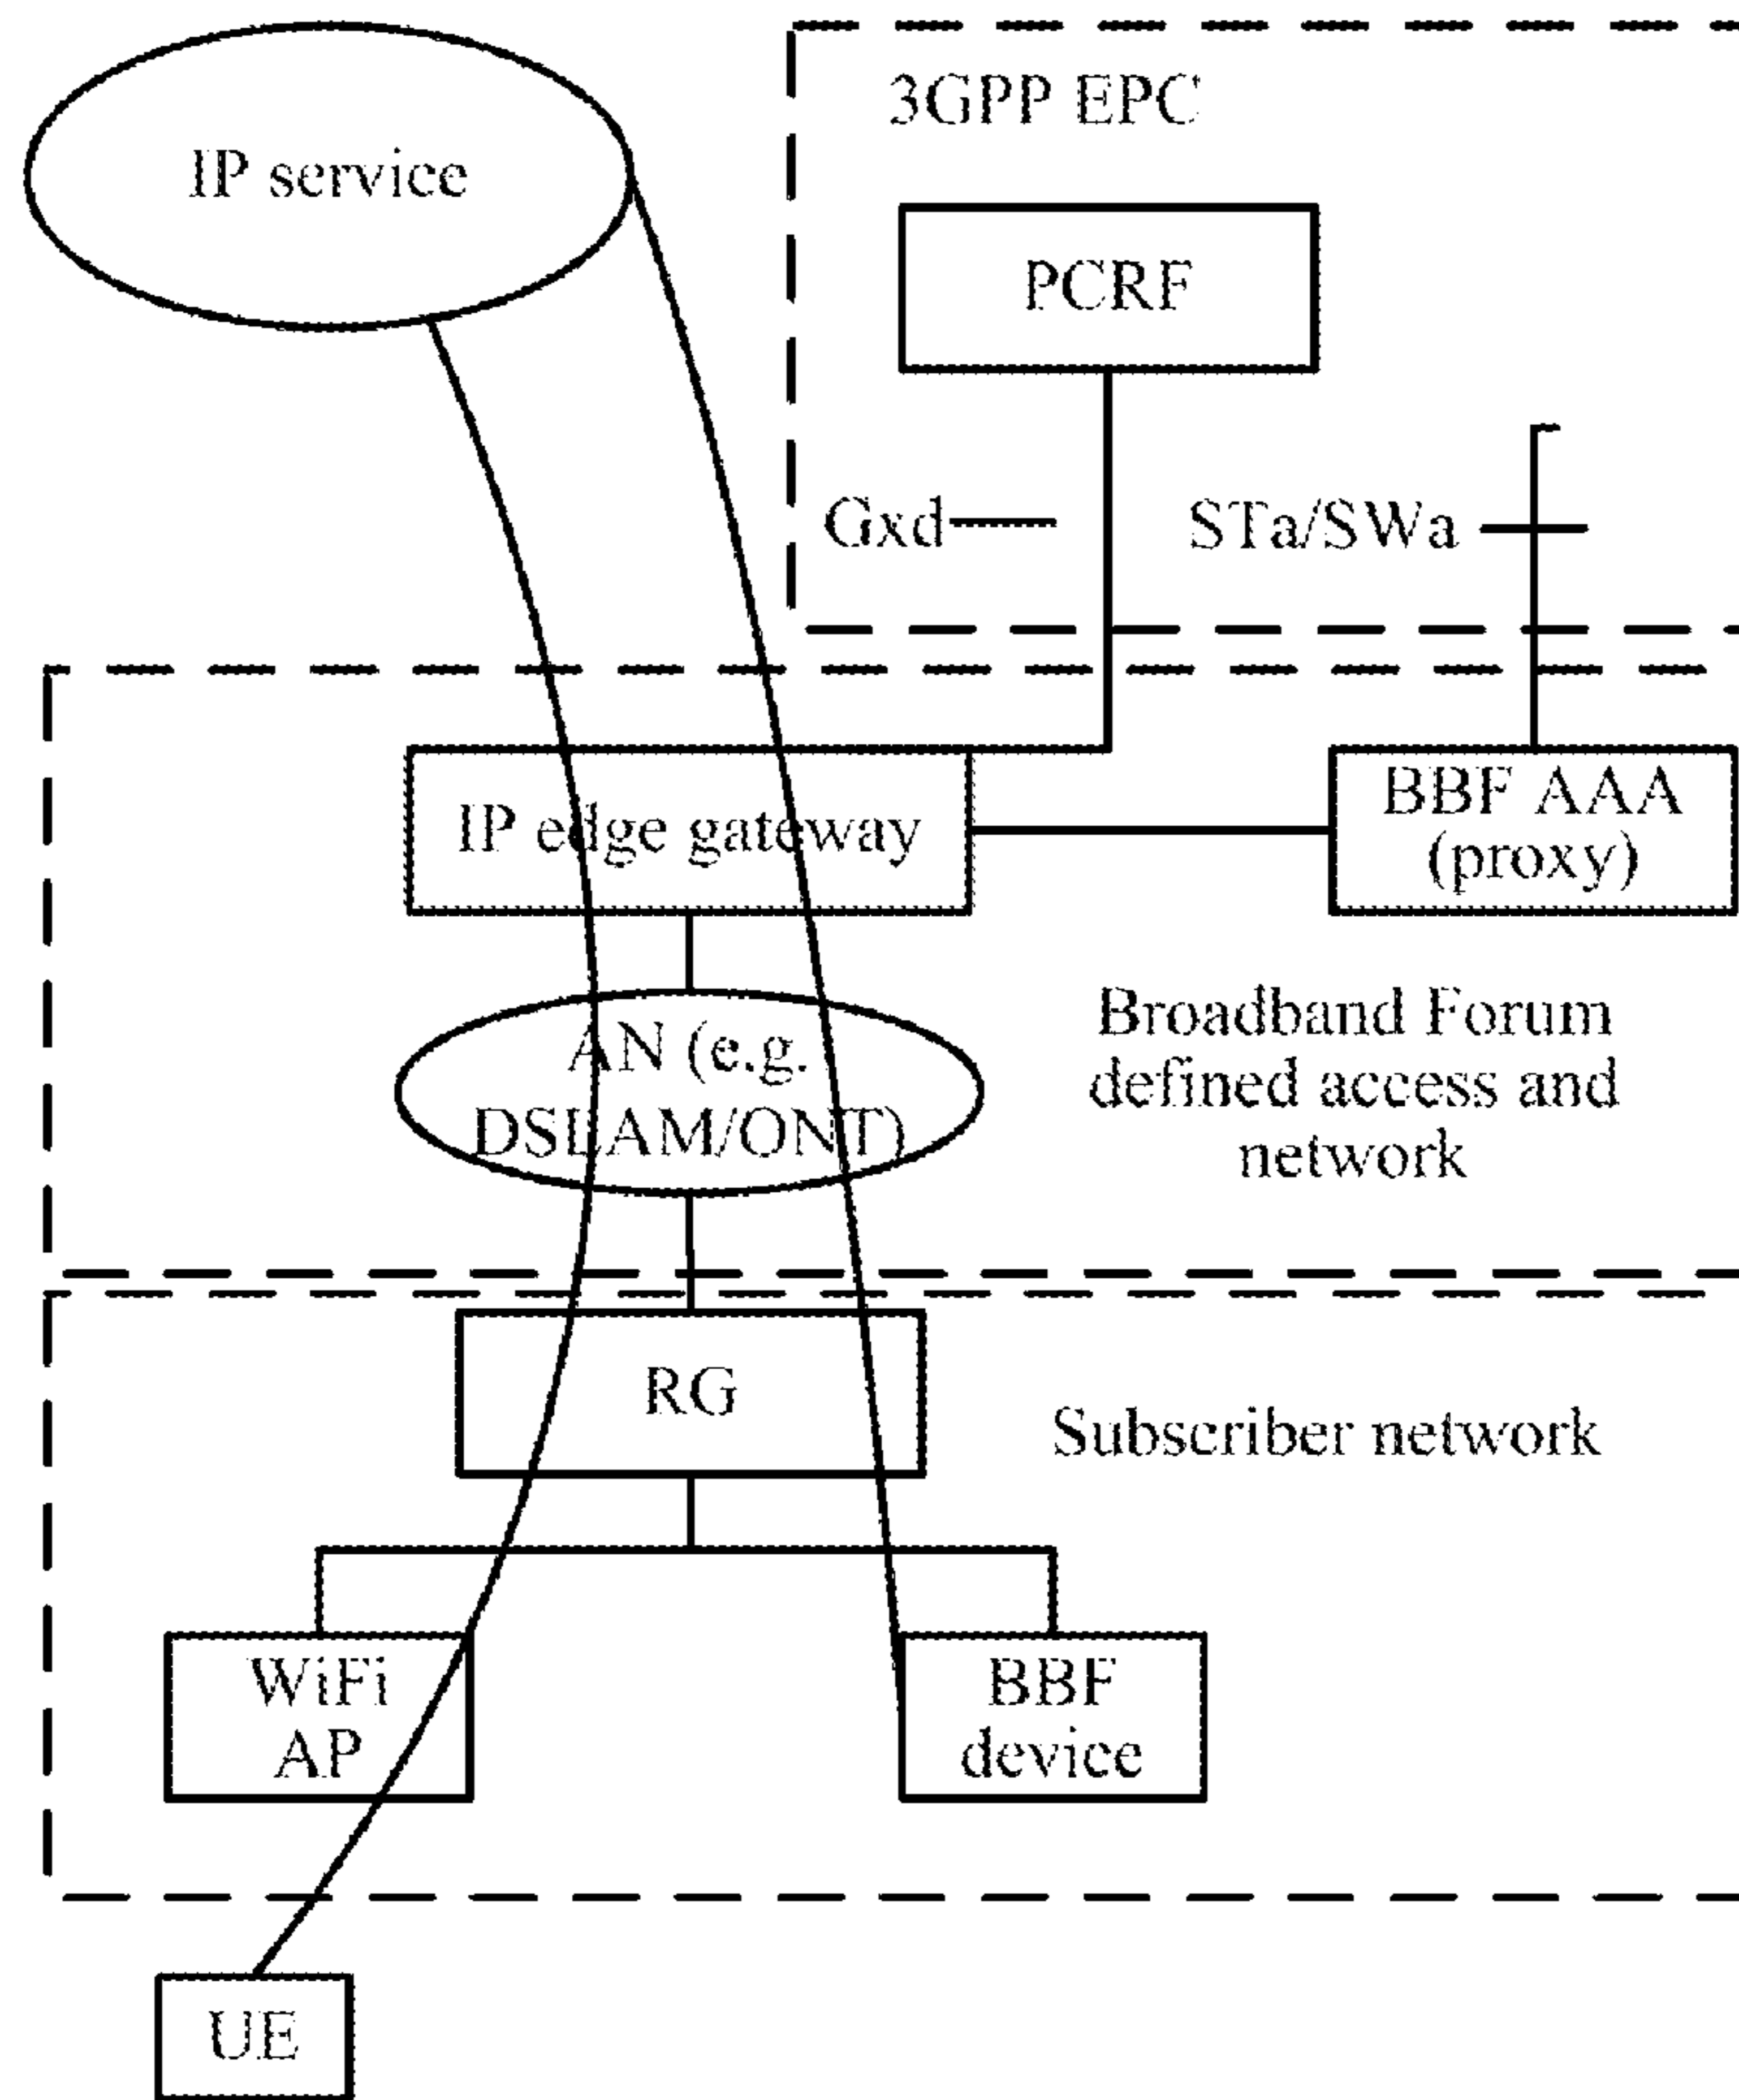 3GPP EPC
IP service
PCRF
Gxd
STa/SWa
IP edge gateway
BBF AAA
(proxy)
AN (e.g.
DSLAM/ONT)
Broadband Forum
defined access and
network
RG
Subscriber network
WiFi
AP
BBF
device
UE